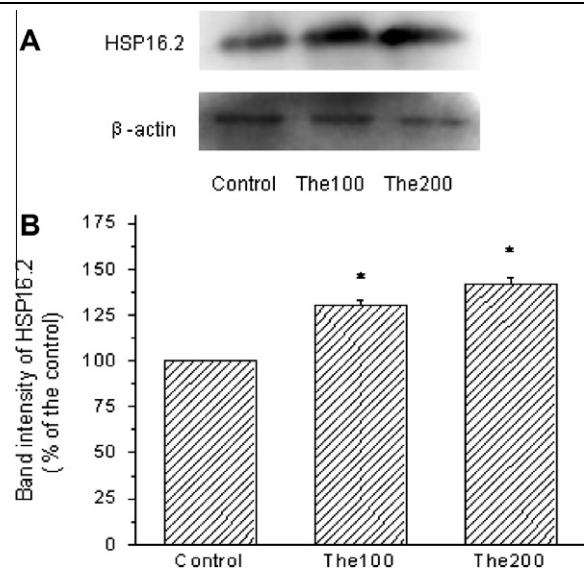 A
HSP16.2
β-actin
Control The100 The200
B
Band intensity of HSP16.2
(% of the control)
175
150
125
100
75
50
25
0
*
*
Control The100 The200